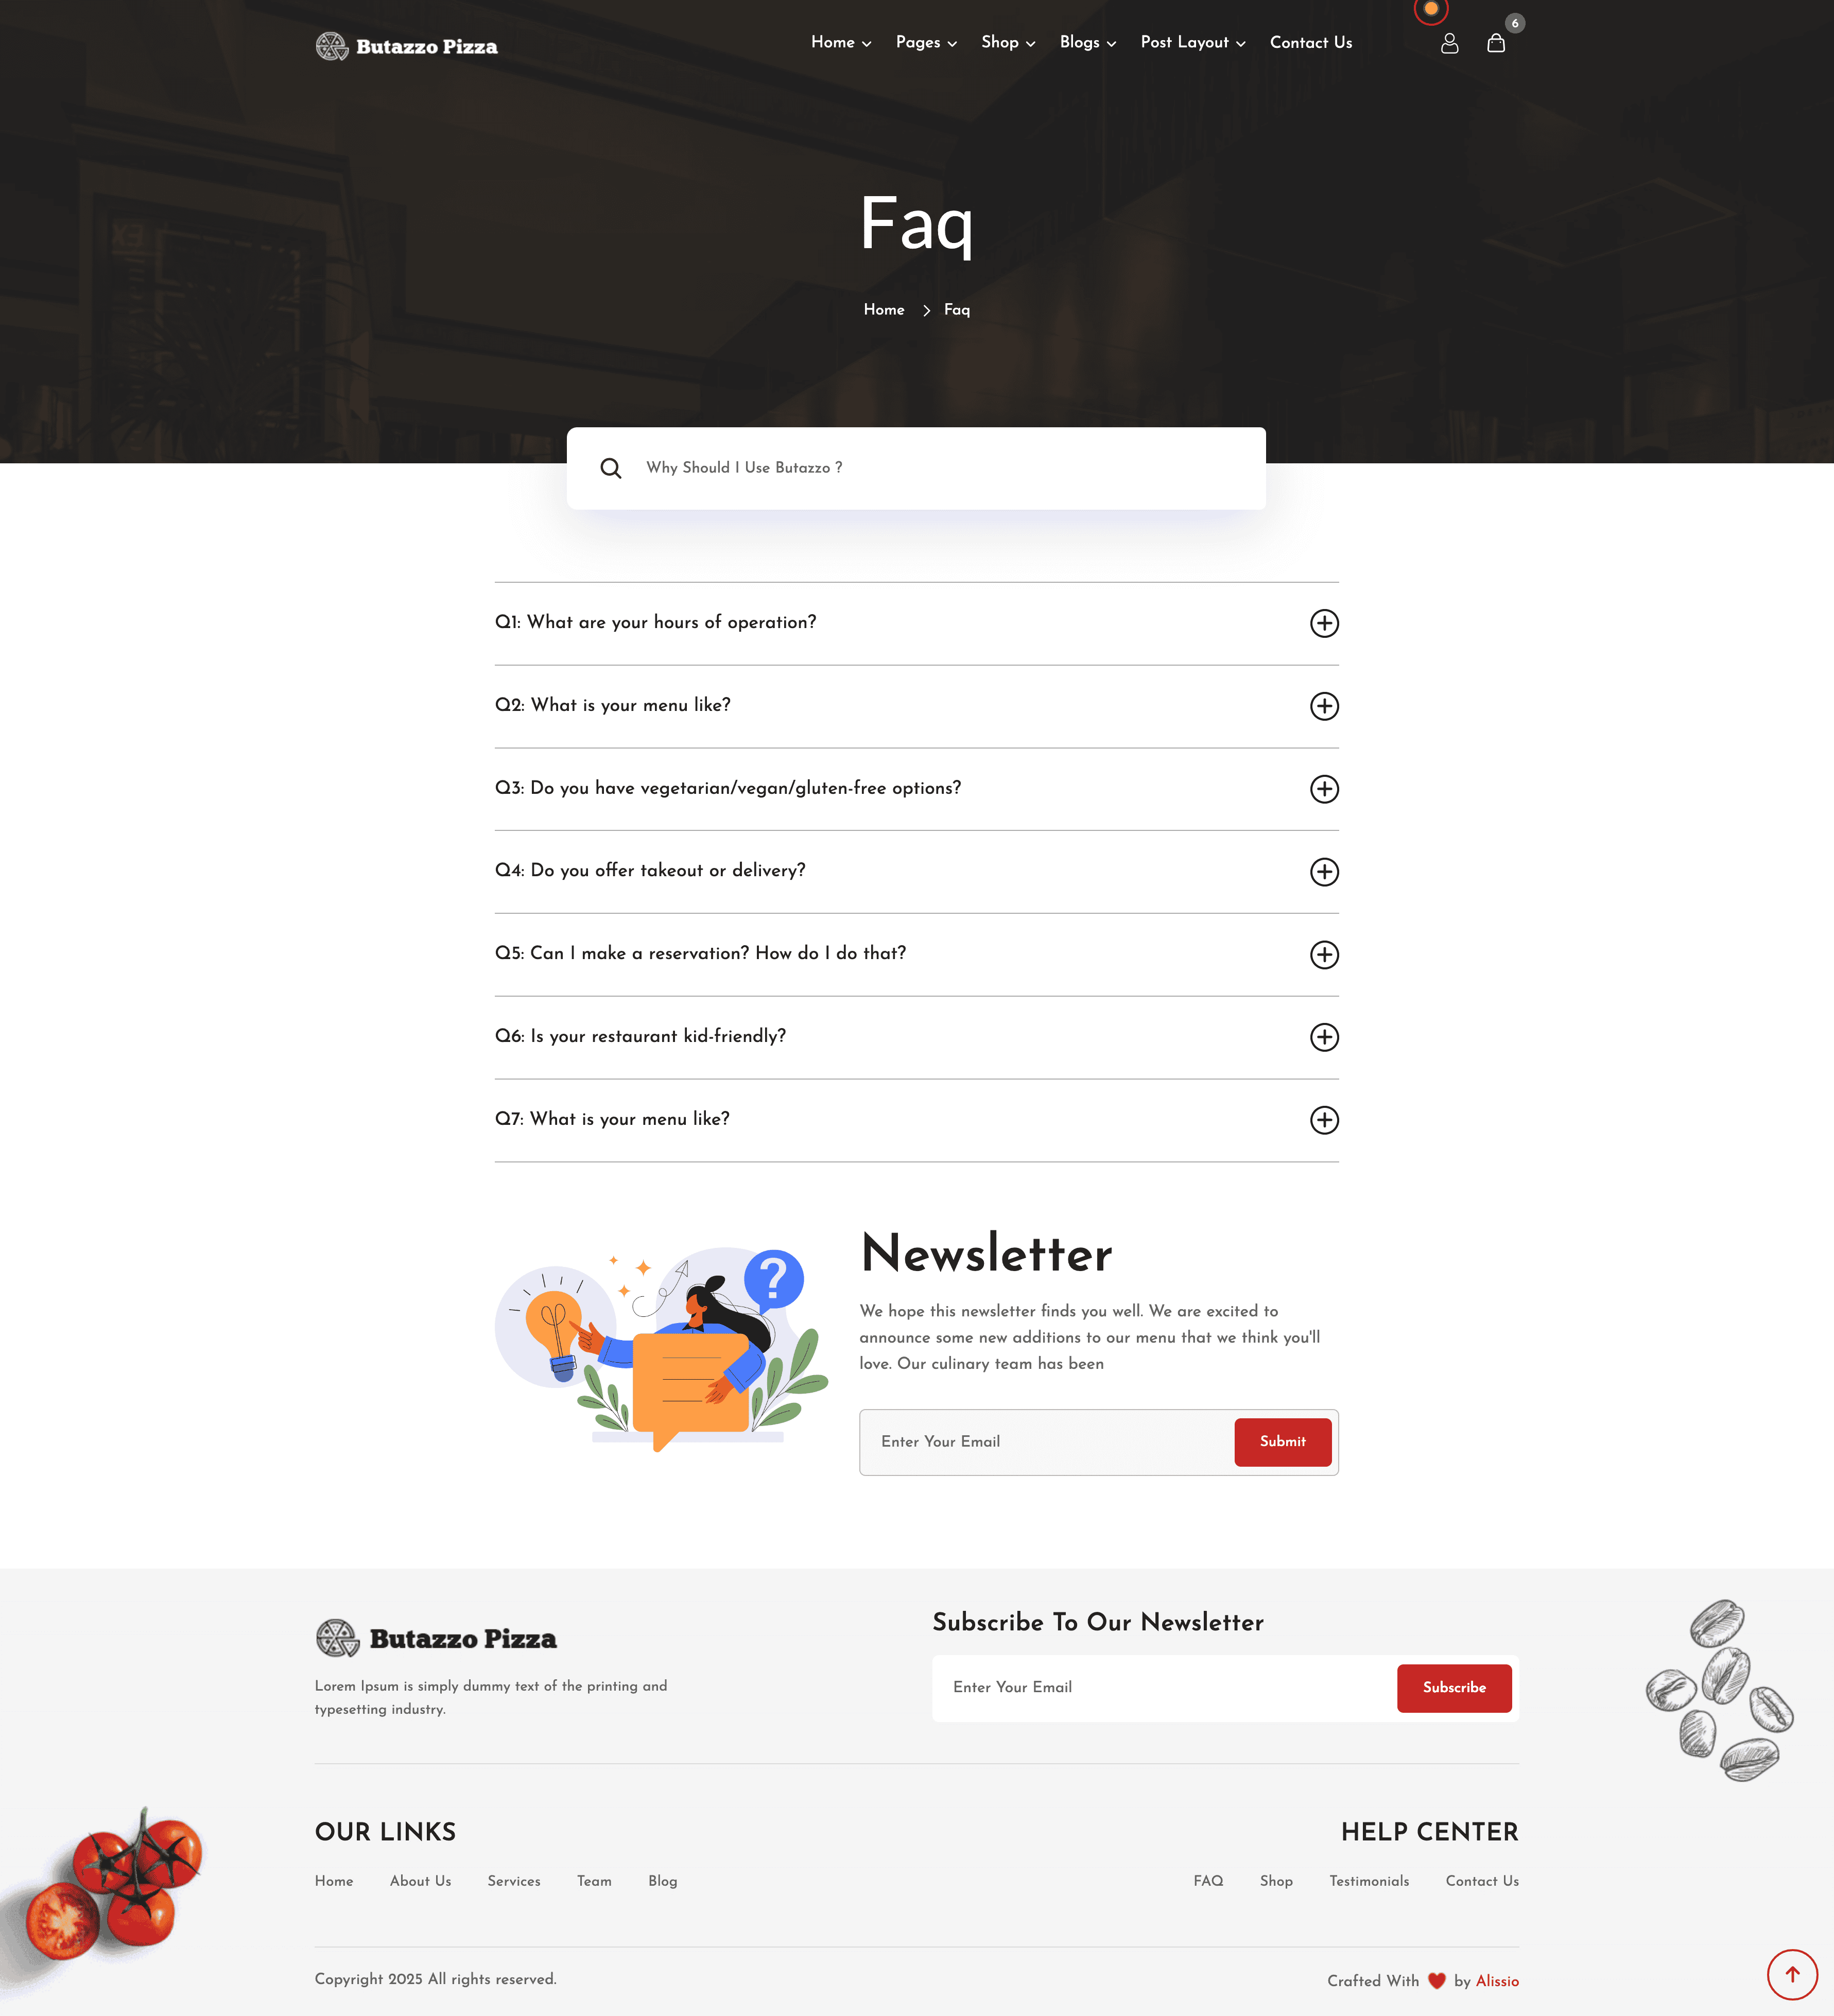 Butazzo Pizza
Home Pages Shop Blogs Post Layout Contact Us
6
Faq
Home Faq
Why Should I Use Butazzo ?
Q1: What are your hours of operation?
Q2: What is your menu like?
Q3: Do you have vegetarian/vegan/gluten-free options?
Q4: Do you offer takeout or delivery?
Q5: Can I make a reservation? How do I do that?
Q6: Is your restaurant kid-friendly?
Q7: What is your menu like?
?
Newsletter
We hope this newsletter finds you well. We are excited to
announce some new additions to our menu that we think you'll
love. Our culinary team has been
Enter Your Email Submit
Butazzo Pizza
Lorem Ipsum is simply dummy text of the printing and
typesetting industry.
Subscribe To Our Newsletter
Enter Your Email Subscribe
OUR LINKS
Home About Us Services Team Blog
HELP CENTER
FAQ Shop Testimonials Contact Us
Copyright 2025 All rights reserved.
Crafted With by Alissio